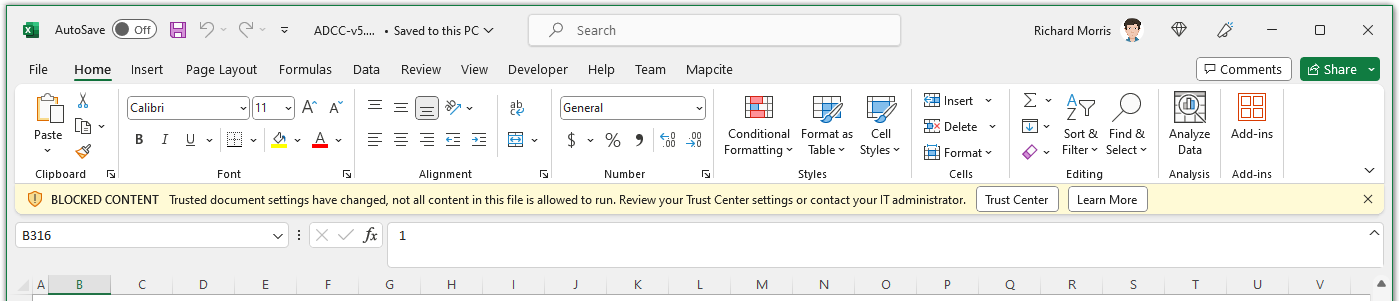 AutoSave Off ADCC-v5.... • Saved to this PC Search Richard Morris
File Home Insert Page Layout Formulas Data Review View Developer Help Team Mapcite Comments Share
Paste
Calibri 11
B I U A
ab c
General
$ % , .00 .0
Conditional Formatting
Format as Table
Cell Styles
Insert
Delete
Format
Σ
A Z
Sort & Filter
Find & Select
Analyze Data
Add-ins
Clipboard Font Alignment Number Styles Cells Editing Analysis Add-ins
BLOCKED CONTENT Trusted document settings have changed, not all content in this file is allowed to run. Review your Trust Center settings or contact your IT administrator. Trust Center Learn More
B316 fx 1
A B C D E F G H I J K L M N O P Q R S T U V